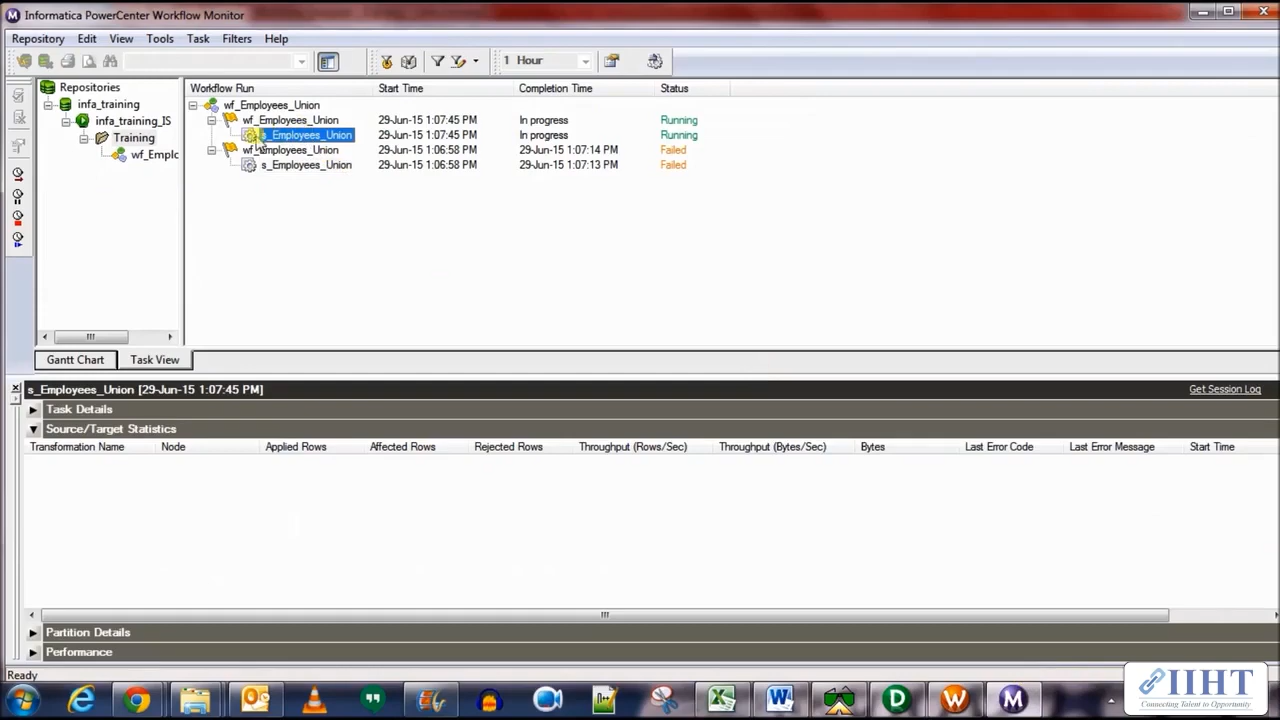 Informatica PowerCenter Workflow Monitor
Repository Edit View Tools Task Filters Help
1 Hour
Repositories
infa_training
infa_training_IS
Training
wf_Emplc
Workflow Run Start Time Completion Time Status
wf_Employees_Union
wf_Employees_Union 29-Jun-15 1:07:45 PM In progress Running
s_Employees_Union 29-Jun-15 1:07:45 PM In progress Running
wf_Employees_Union 29-Jun-15 1:06:58 PM 29-Jun-15 1:07:14 PM Failed
s_Employees_Union 29-Jun-15 1:06:58 PM 29-Jun-15 1:07:13 PM Failed
Gantt Chart Task View
s_Employees_Union [29-Jun-15 1:07:45 PM] Get Session Log
Task Details
Source/Target Statistics
Transformation Name Node Applied Rows Affected Rows Rejected Rows Throughput (Rows/Sec) Throughput (Bytes/Sec) Bytes Last Error Code Last Error Message Start Time
Partition Details
Performance
Ready
IIHT
Connecting Talent to Opportunity